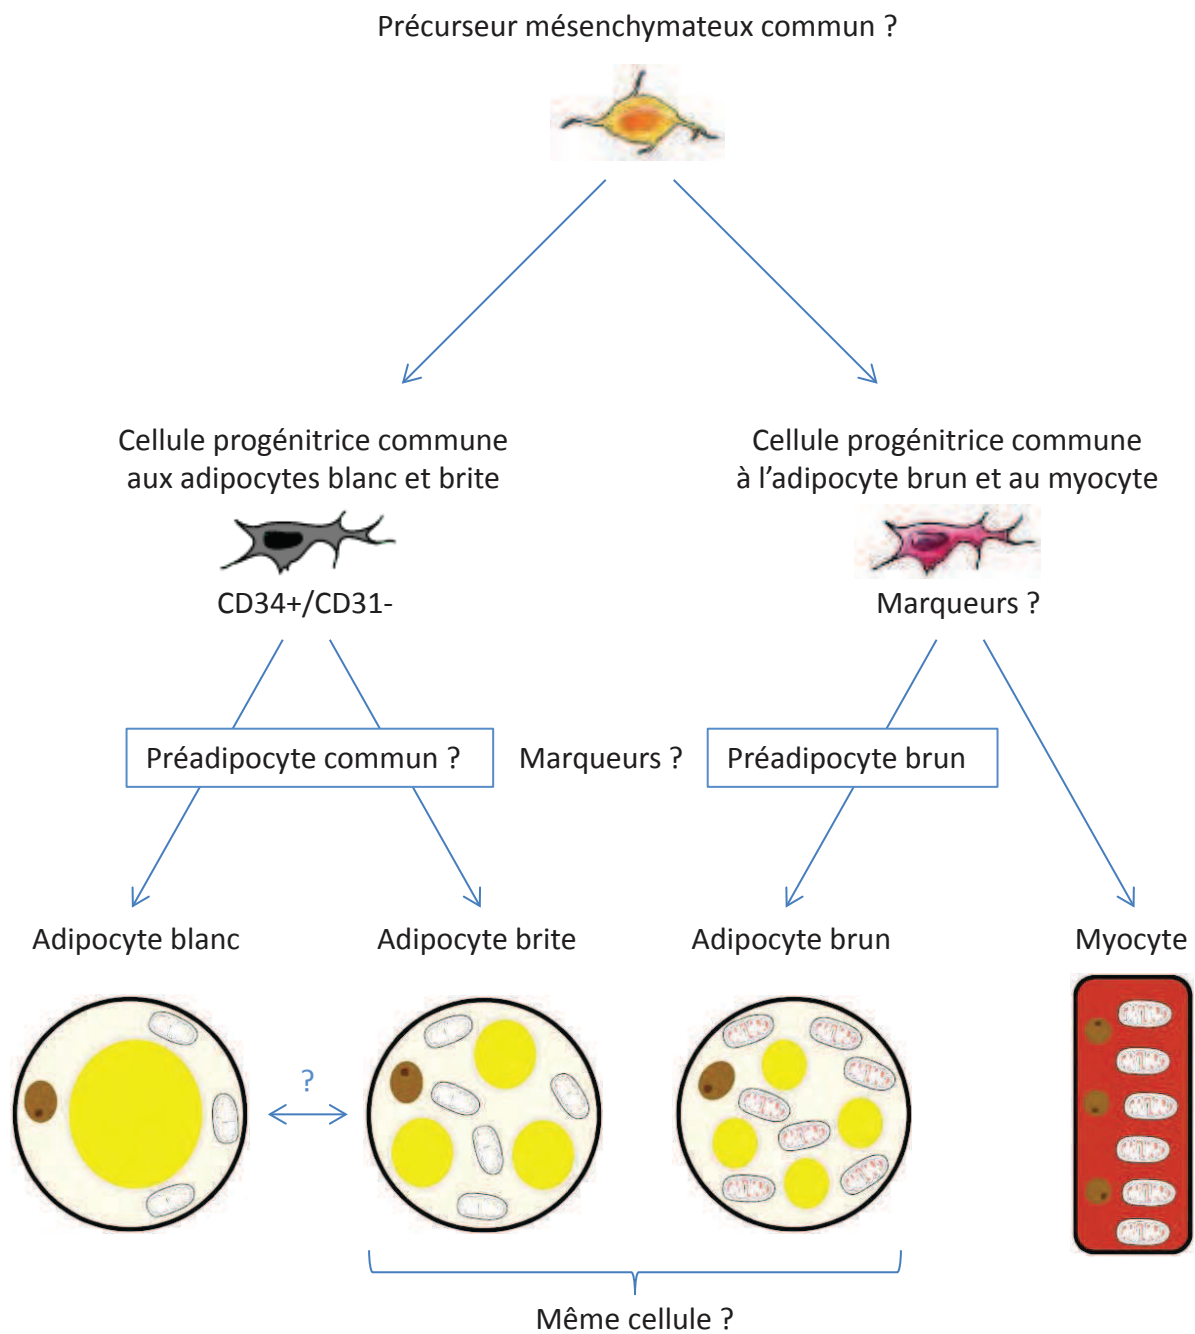 Précurseur mésenchymateux commun ?
Cellule progénitrice commune
aux adipocytes blanc et brite
Cellule progénitrice commune
à l’adipocyte brun et au myocyte
CD34+/CD31-
Marqueurs ?
Préadipocyte commun ?
Marqueurs ?
Préadipocyte brun
Adipocyte blanc
Adipocyte brite
Adipocyte brun
Myocyte
?
Même cellule ?